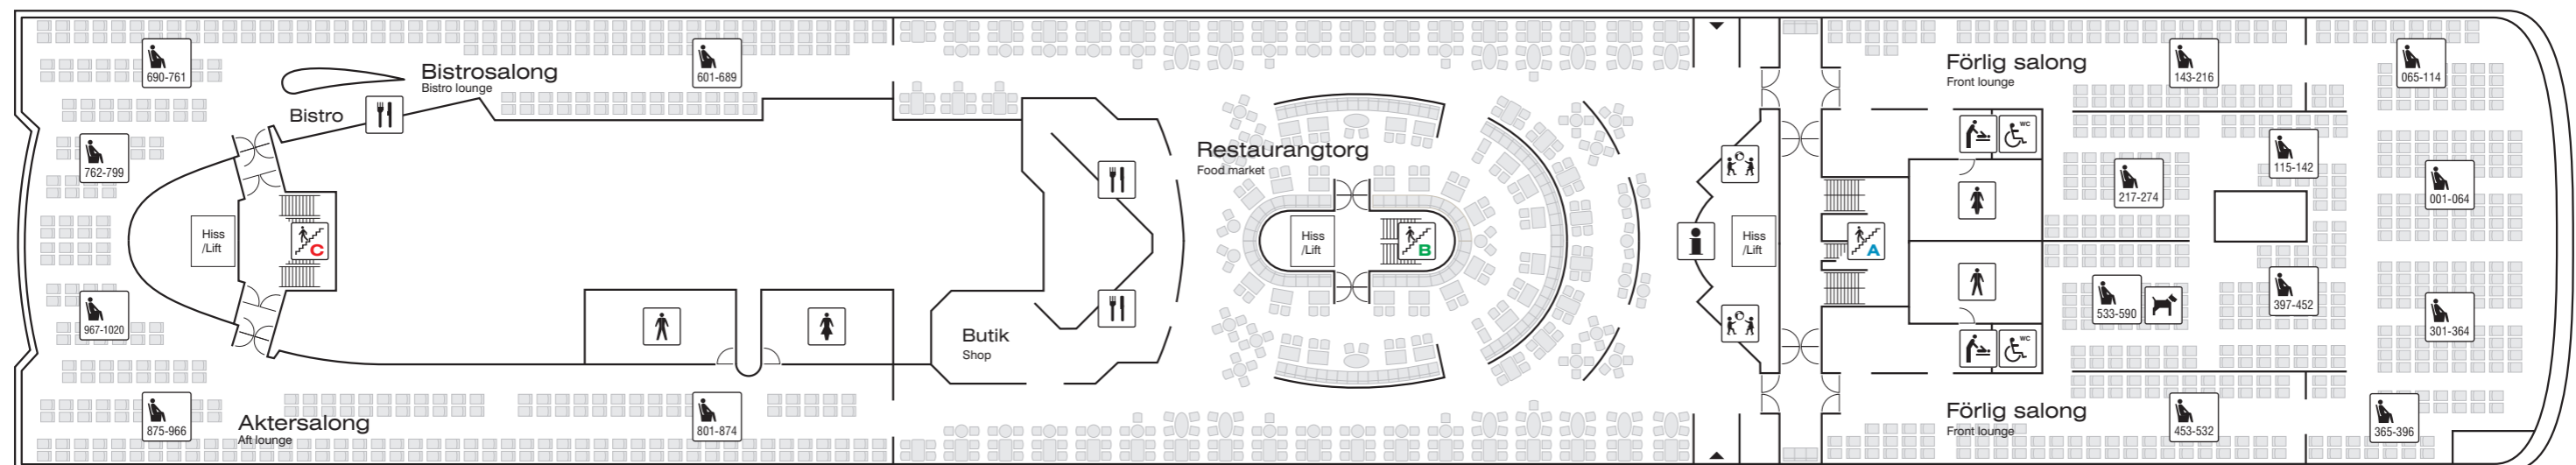 690-761
Bistrosalong
Bistro lounge
601-689
Bistro
762-799
Hiss
/Lift
C
967-1020
875-966
Aktersalong
Aft lounge
801-874
Butik
Shop
Restaurangtorg
Food market
Hiss
/Lift
B
Hiss
/Lift
A
Förlig salong
Front lounge
143-216
065-114
WC
115-142
217-274
001-064
533-590
397-452
301-364
WC
Förlig salong
Front lounge
453-532
365-396